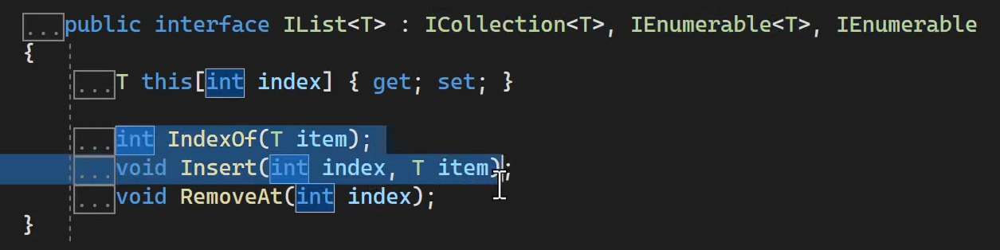 ...public interface IList<T> : ICollection<T>, IEnumerable<T>, IEnumerable
{
...T this[int index] { get; set; }
...int IndexOf(T item);
...void Insert(int index, T item);
...void RemoveAt(int index);
}